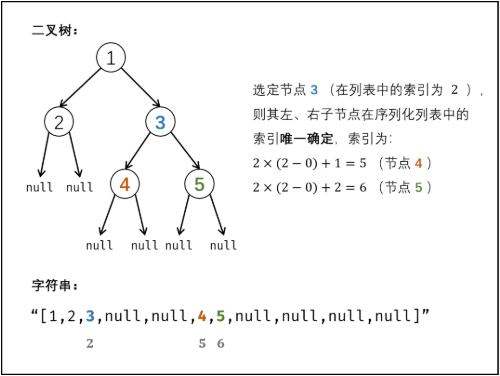 二叉树：
1
2
3
null
null
4
5
null
null
null
null
选定节点 3 （在列表中的索引为 2 ），
则其左、右子节点在序列化列表中的
索引唯一确定，索引为：
2 × (2 − 0) + 1 = 5 （节点 4 ）
2 × (2 − 0) + 2 = 6 （节点 5 ）
字符串：
“[1,2,3,null,null,4,5,null,null,null,null]”
2 5 6